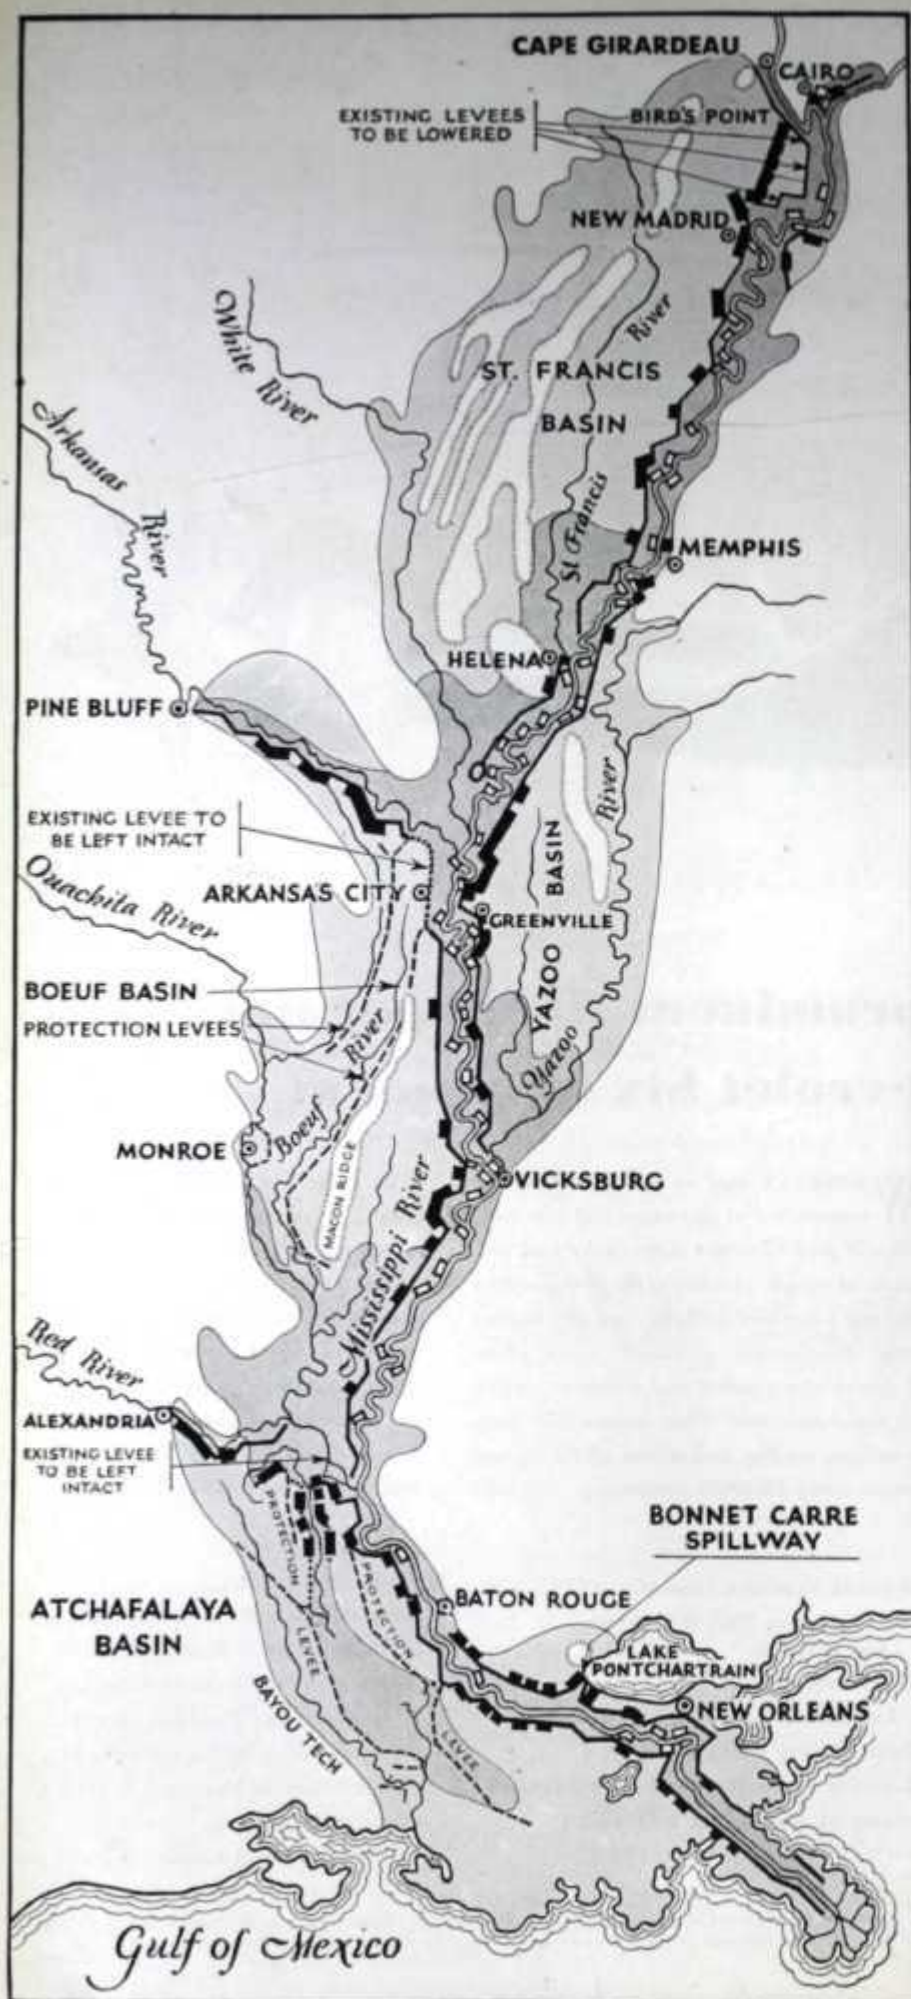 CAPE GIRARDEAU
CAIRO
EXISTING LEVEES
TO BE LOWERED
BIRD'S POINT
NEW MADRID
White River
River
ST. FRANCIS
BASIN
Arkansas
River
St Francis
MEMPHIS
HELENA
PINE BLUFF
EXISTING LEVEE TO
BE LEFT INTACT
River
YAZOO BASIN
Ouachita River
ARKANSAS CITY
GREENVILLE
BOEUF BASIN
PROTECTION LEVEES
River
Yazoo
Boeuf
MONROE
MACON RIDGE
VICKSBURG
Mississippi River
Red River
ALEXANDRIA
EXISTING LEVEE
TO BE LEFT
INTACT
PROTECTION LEVEE
PROTECTION LEVEE
BONNET CARRE
SPILLWAY
ATCHAFALAYA
BASIN
BATON ROUGE
LAKE
PONTCHARTRAIN
NEW ORLEANS
BAYOU TECH
Gulf of Mexico